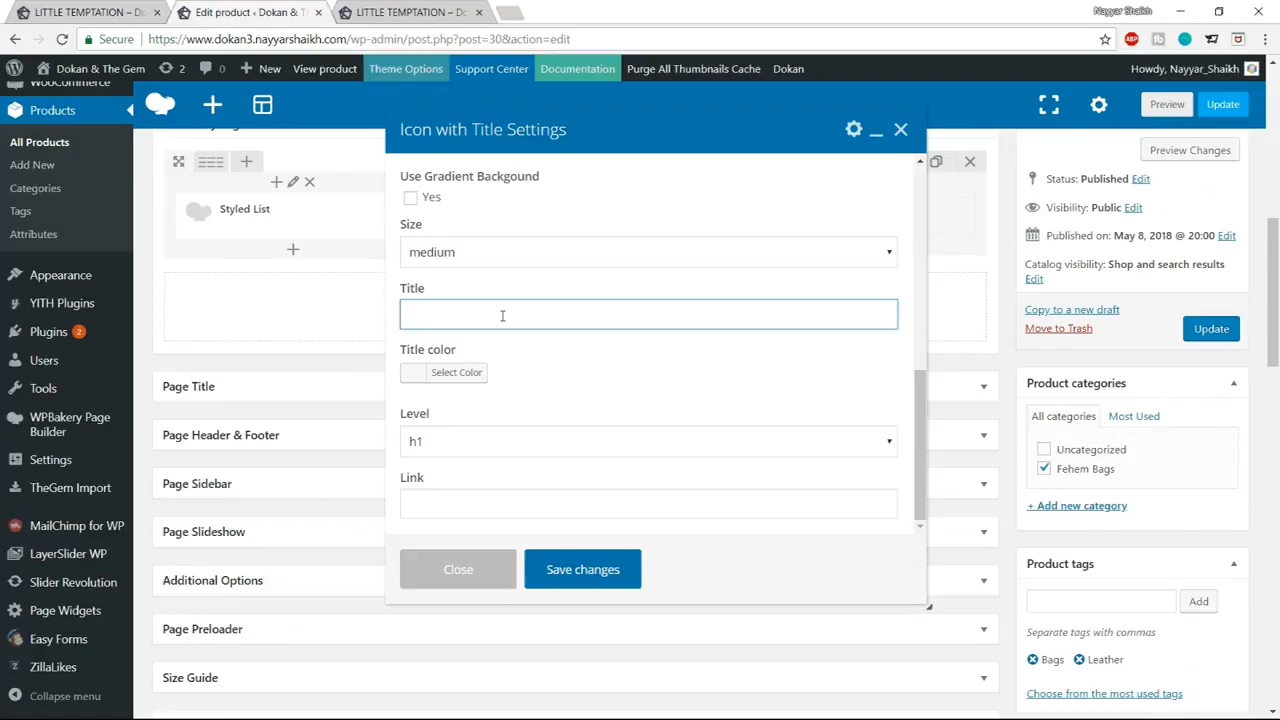 LITTLE TEMPTATION – Do
Edit product ‹ Dokan & T
LITTLE TEMPTATION – Do
Nayyar Shaikh
Secure
https://www.dokan3.nayyarshaikh.com/wp-admin/post.php?post=30&action=edit
Dokan & The Gem
2
0
New
View product
Theme Options
Support Center
Documentation
Purge All Thumbnails Cache
Dokan
Howdy, Nayyar_Shaikh
WooCommerce
Products
All Products
Add New
Categories
Tags
Attributes
Appearance
YITH Plugins
Plugins 2
Users
Tools
WPBakery Page
Builder
Settings
TheGem Import
MailChimp for WP
LayerSlider WP
Slider Revolution
Page Widgets
Easy Forms
ZillaLikes
Collapse menu
Preview
Update
Styled List
Page Title
Page Header & Footer
Page Sidebar
Page Slideshow
Additional Options
Page Preloader
Size Guide
Icon with Title Settings
Use Gradient Backgound
Yes
Size
medium
Title
Title color
Select Color
Level
h1
Link
Close
Save changes
Preview Changes
Status: Published Edit
Visibility: Public Edit
Published on: May 8, 2018 @ 20:00 Edit
Catalog visibility: Shop and search results
Edit
Copy to a new draft
Move to Trash
Update
Product categories
All categories
Most Used
Uncategorized
Fehem Bags
+ Add new category
Product tags
Add
Separate tags with commas
Bags
Leather
Choose from the most used tags